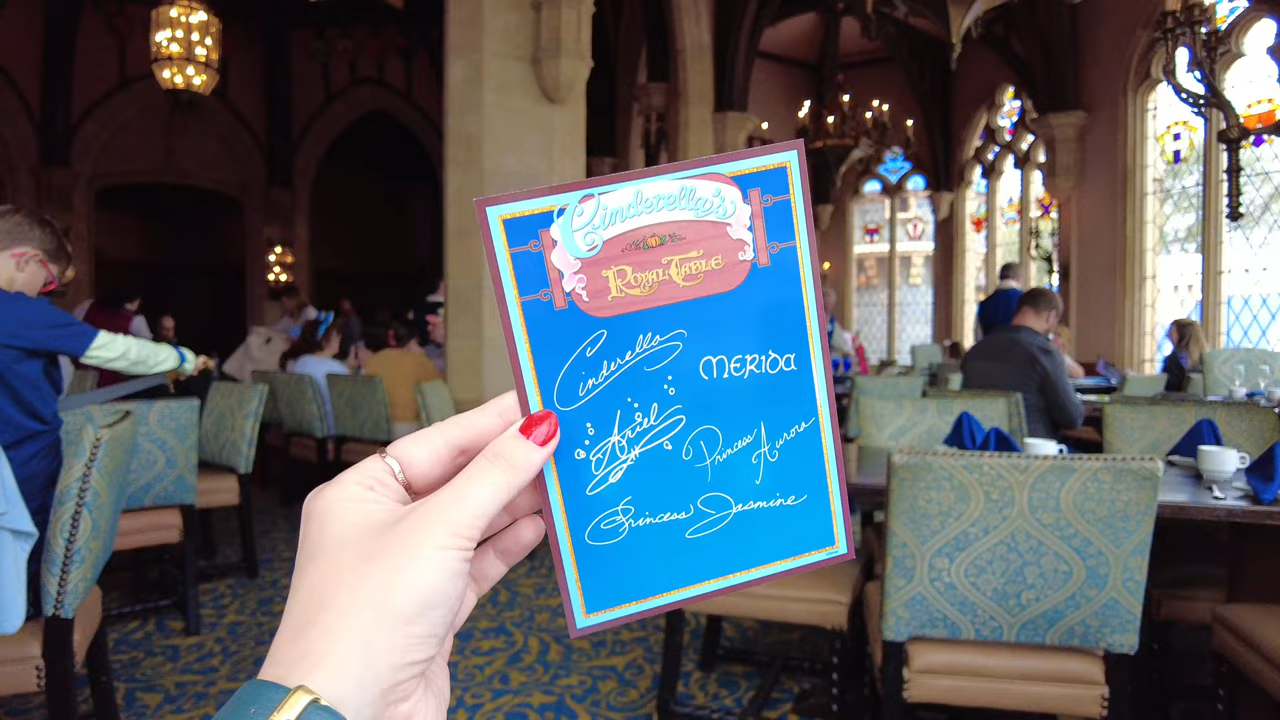 Cinderella's
Royal Table
Cinderella
MERIDA
Ariel
Princess Aurora
Princess Jasmine